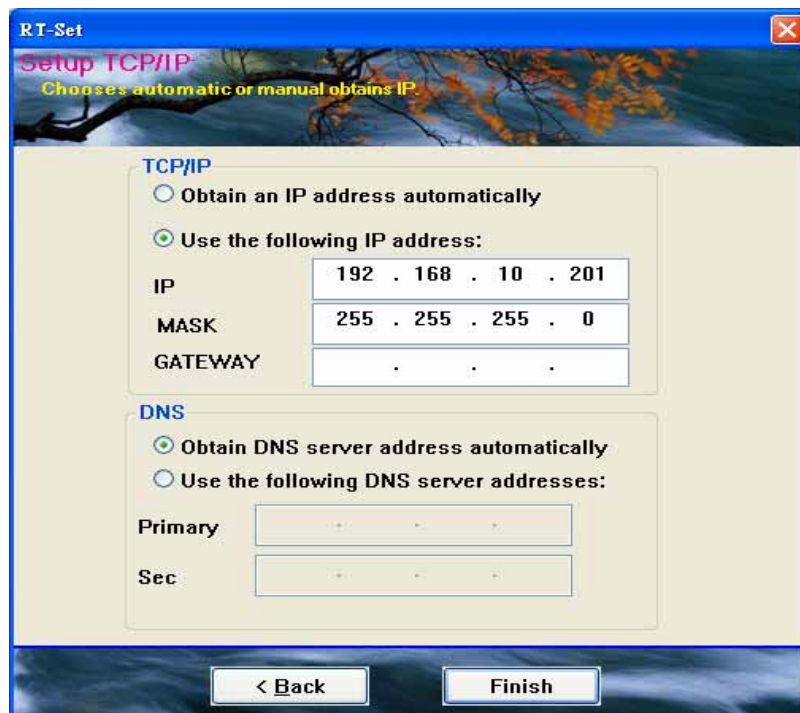 RT-Set
Setup TCP/IP
Chooses automatic or manual obtains IP.
TCP/IP
Obtain an IP address automatically
Use the following IP address:
IP 192 . 168 . 10 . 201
MASK 255 . 255 . 255 . 0
GATEWAY . . .
DNS
Obtain DNS server address automatically
Use the following DNS server addresses:
Primary . . .
Sec . . .
< Back Finish